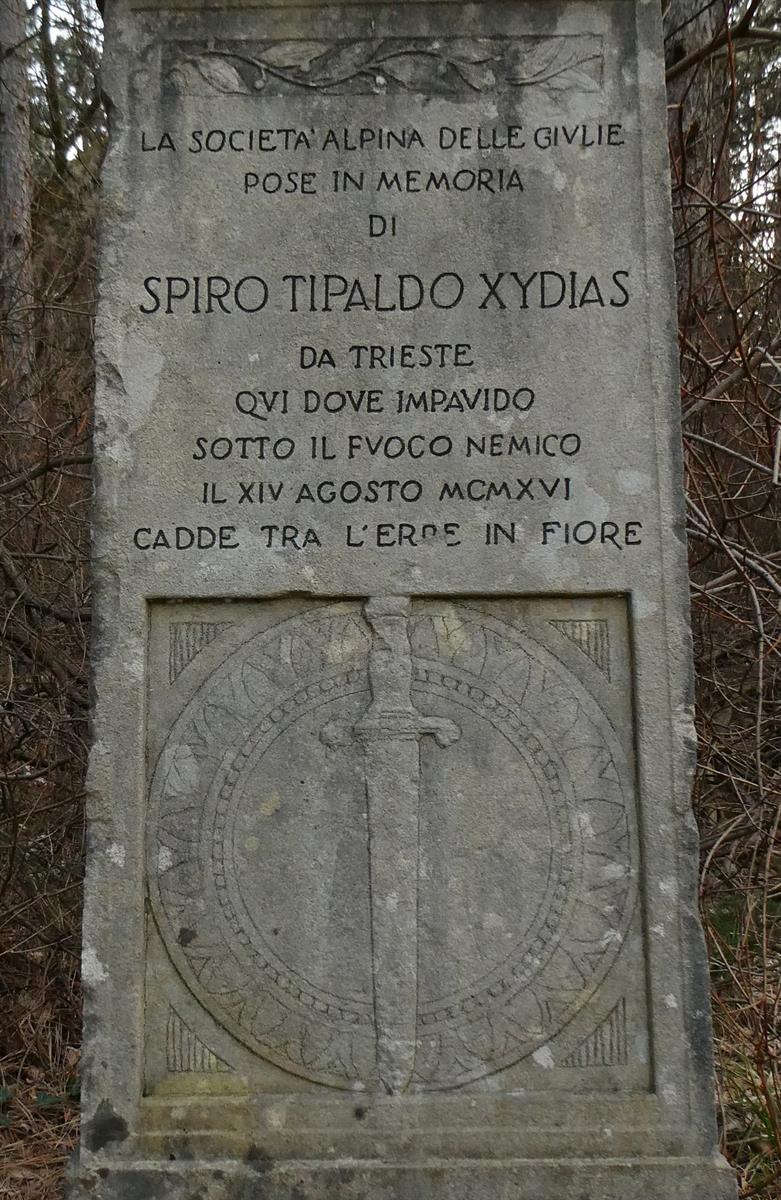 LA SOCIETA' ALPINA DELLE GIVLIE
POSE IN MEMORIA
DI
SPIRO TIPALDO XYDIAS
DA TRIESTE
QVI DOVE IMPAVIDO
SOTTO IL FVOCO NEMICO
IL XIV AGOSTO MCMXVI
CADDE TRA L'ERBE IN FIORE